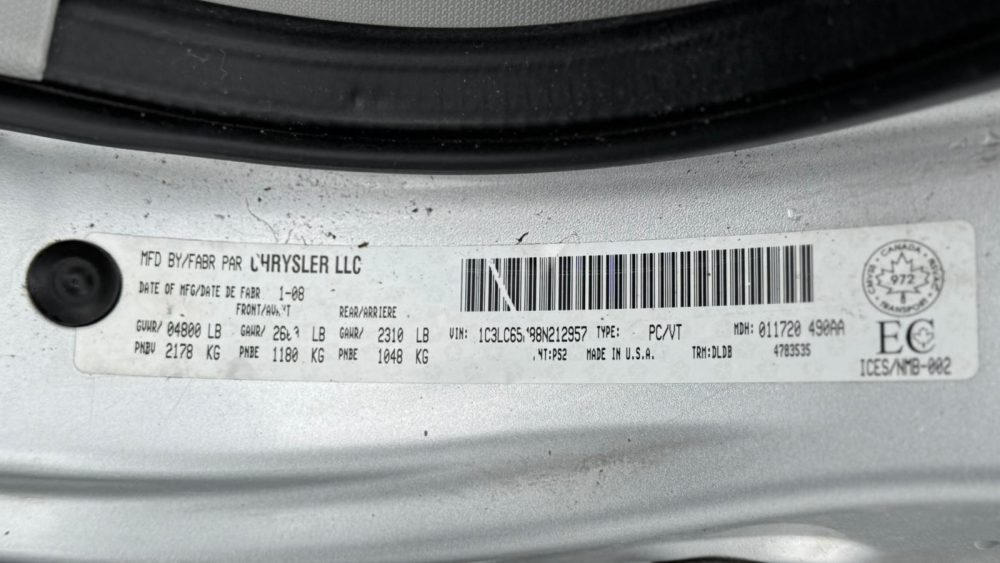 MFD BY/FABR PAR CHRYSLER LLC
DATE OF MFG/DATE DE FABR 1-08
FRONT/AVANT REAR/ARRIERE
GVWR/ 04800 LB GAWR/ LB GAWR/ 2310 LB
PNBV 2178 KG PNBE 1180 KG PNBE 1048 KG
VIN: TYPE: PC/VT MDH: 011720 490AA
:PS2 MADE IN U.S.A. TRM:DLDB 4783535
CANADA
972
TRANSPORT
EC
ICES/NMB-002